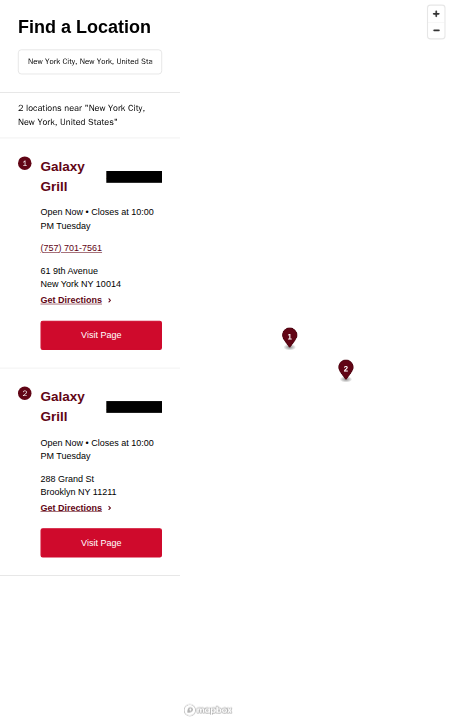 Find a Location
New York City, New York, United Sta
2 locations near "New York City,
New York, United States"
1
Galaxy
Grill
Open Now • Closes at 10:00
PM Tuesday
(757) 701-7561
61 9th Avenue
New York NY 10014
Get Directions ›
Visit Page
2
Galaxy
Grill
Open Now • Closes at 10:00
PM Tuesday
288 Grand St
Brooklyn NY 11211
Get Directions ›
Visit Page
+
−
1
2
mapbox